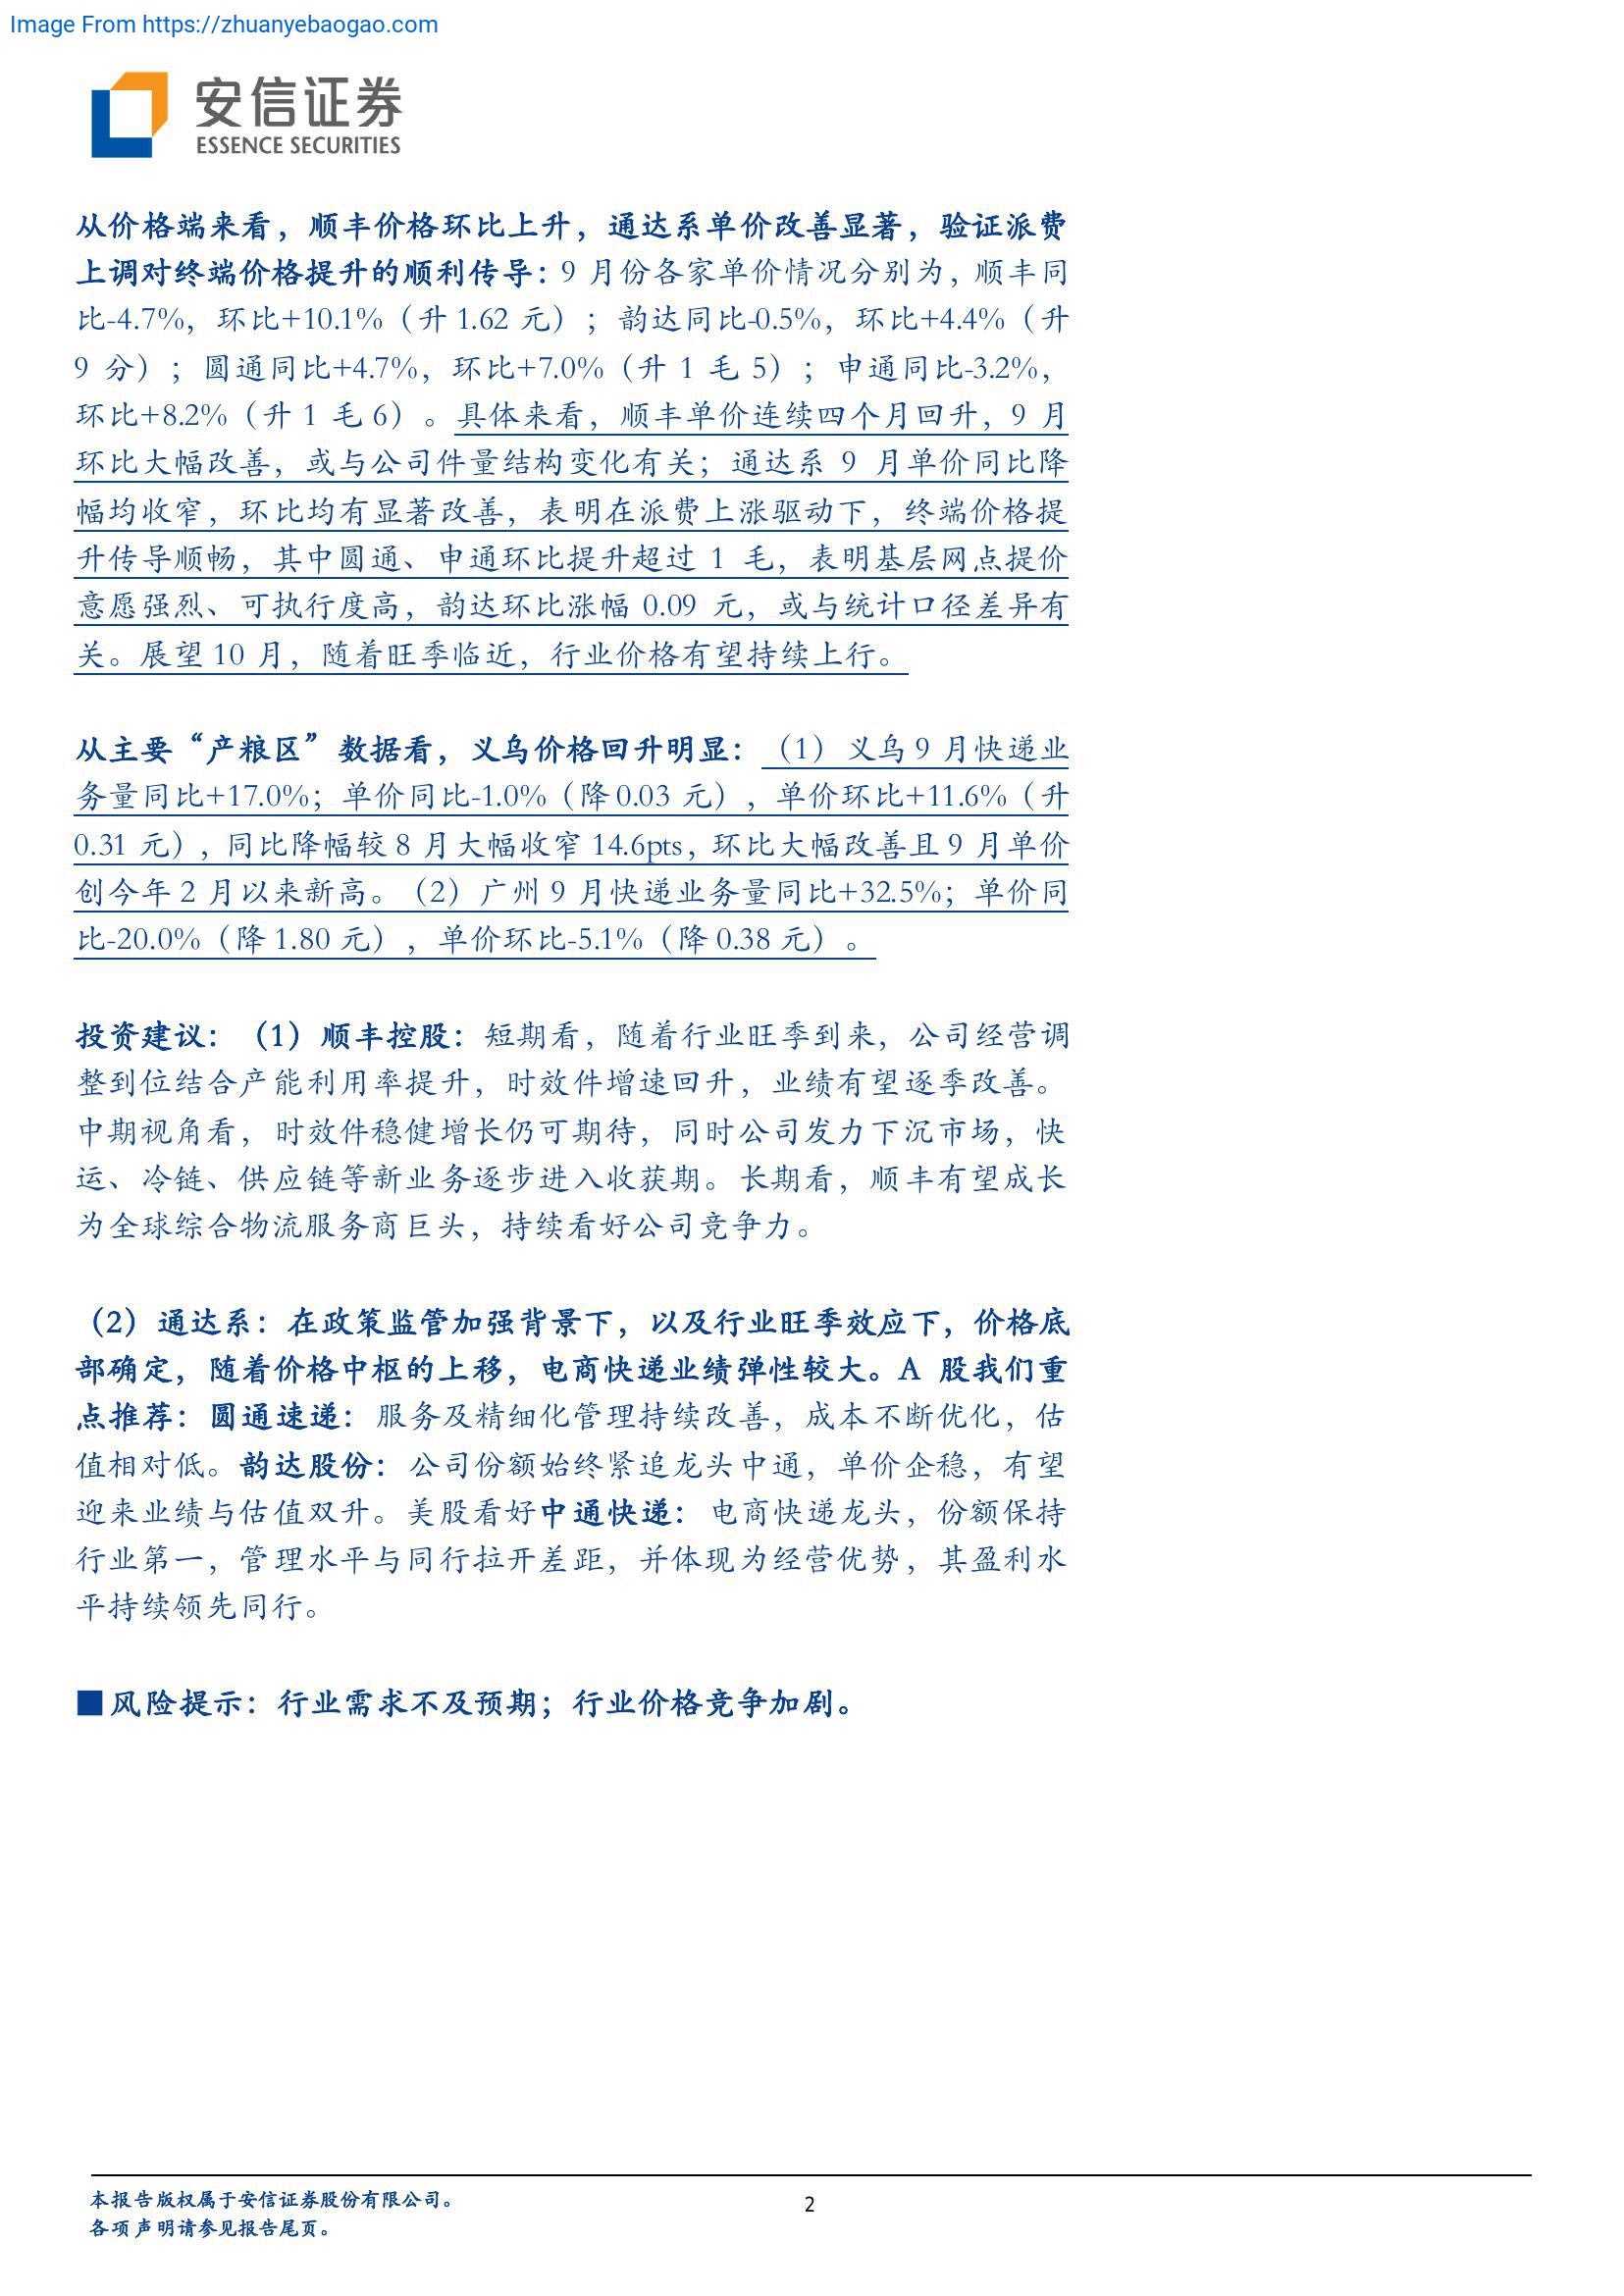 Image From https://zhuanyebaogao.com
安信证券
ESSENCE SECURITIES
从价格端来看，顺丰价格环比上升，通达系单价改善显著，验证派费
上调对终端价格提升的顺利传导：9 月份各家单价情况分别为，顺丰同
比-4.7%，环比+10.1%（升 1.62 元）；韵达同比-0.5%，环比+4.4%（升
9 分）；圆通同比+4.7%，环比+7.0%（升 1 毛 5）；申通同比-3.2%，
环比+8.2%（升 1 毛 6）。具体来看，顺丰单价连续四个月回升，9 月
环比大幅改善，或与公司件量结构变化有关；通达系 9 月单价同比降
幅均收窄，环比均有显著改善，表明在派费上涨驱动下，终端价格提
升传导顺畅，其中圆通、申通环比提升超过 1 毛，表明基层网点提价
意愿强烈、可执行度高，韵达环比涨幅 0.09 元，或与统计口径差异有
关。展望 10 月，随着旺季临近，行业价格有望持续上行。
从主要“产粮区”数据看，义乌价格回升明显：（1）义乌 9 月快递业
务量同比+17.0%；单价同比-1.0%（降 0.03 元），单价环比+11.6%（升
0.31 元），同比降幅较 8 月大幅收窄 14.6pts，环比大幅改善且 9 月单价
创今年 2 月以来新高。（2）广州 9 月快递业务量同比+32.5%；单价同
比-20.0%（降 1.80 元），单价环比-5.1%（降 0.38 元）。
投资建议：（1）顺丰控股：短期看，随着行业旺季到来，公司经营调
整到位结合产能利用率提升，时效件增速回升，业绩有望逐季改善。
中期视角看，时效件稳健增长仍可期待，同时公司发力下沉市场，快
运、冷链、供应链等新业务逐步进入收获期。长期看，顺丰有望成长
为全球综合物流服务商巨头，持续看好公司竞争力。
（2）通达系：在政策监管加强背景下，以及行业旺季效应下，价格底
部确定，随着价格中枢的上移，电商快递业绩弹性较大。A 股我们重
点推荐：圆通速递：服务及精细化管理持续改善，成本不断优化，估
值相对低。韵达股份：公司份额始终紧追龙头中通，单价企稳，有望
迎来业绩与估值双升。美股看好中通快递：电商快递龙头，份额保持
行业第一，管理水平与同行拉开差距，并体现为经营优势，其盈利水
平持续领先同行。
■风险提示：行业需求不及预期；行业价格竞争加剧。
本报告版权属于安信证券股份有限公司。
2
各项声明请参见报告尾页。